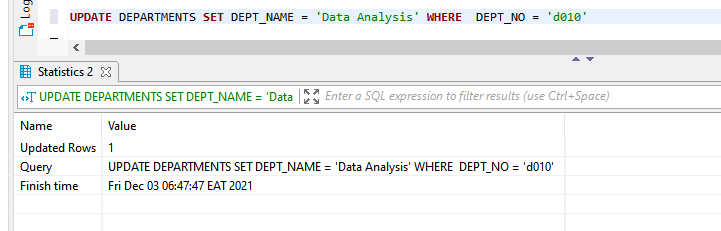 Log
UPDATE DEPARTMENTS SET DEPT_NAME = 'Data Analysis' WHERE  DEPT_NO = 'd010'
Statistics 2
UPDATE DEPARTMENTS SET DEPT_NAME = 'Data
Enter a SQL expression to filter results (use Ctrl+Space)
Name Value
Updated Rows 1
Query UPDATE DEPARTMENTS SET DEPT_NAME = 'Data Analysis' WHERE  DEPT_NO = 'd010'
Finish time Fri Dec 03 06:47:47 EAT 2021